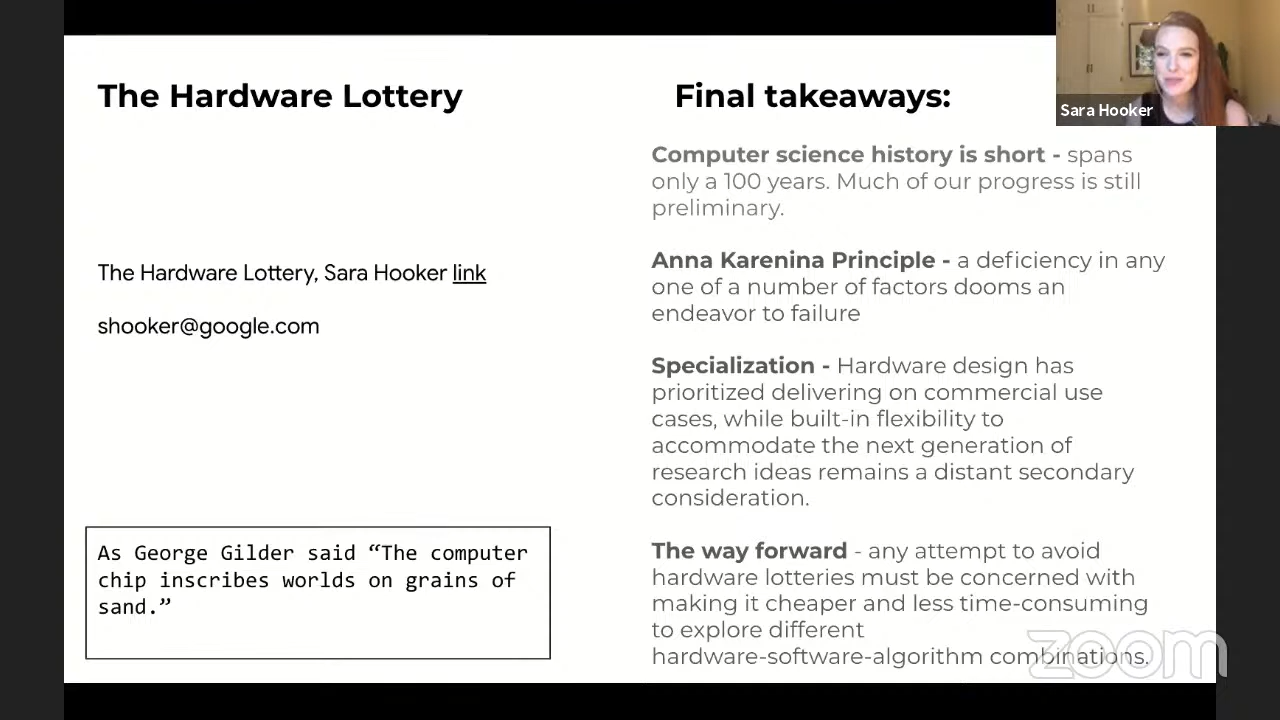 The Hardware Lottery
The Hardware Lottery, Sara Hooker link
shooker@google.com
As George Gilder said “The computer
chip inscribes worlds on grains of
sand.”
Final takeaways:
Computer science history is short - spans
only a 100 years. Much of our progress is still
preliminary.
Anna Karenina Principle - a deficiency in any
one of a number of factors dooms an
endeavor to failure
Specialization - Hardware design has
prioritized delivering on commercial use
cases, while built-in flexibility to
accommodate the next generation of
research ideas remains a distant secondary
consideration.
The way forward - any attempt to avoid
hardware lotteries must be concerned with
making it cheaper and less time-consuming
to explore different
hardware-software-algorithm combinations.
Sara Hooker
zoom